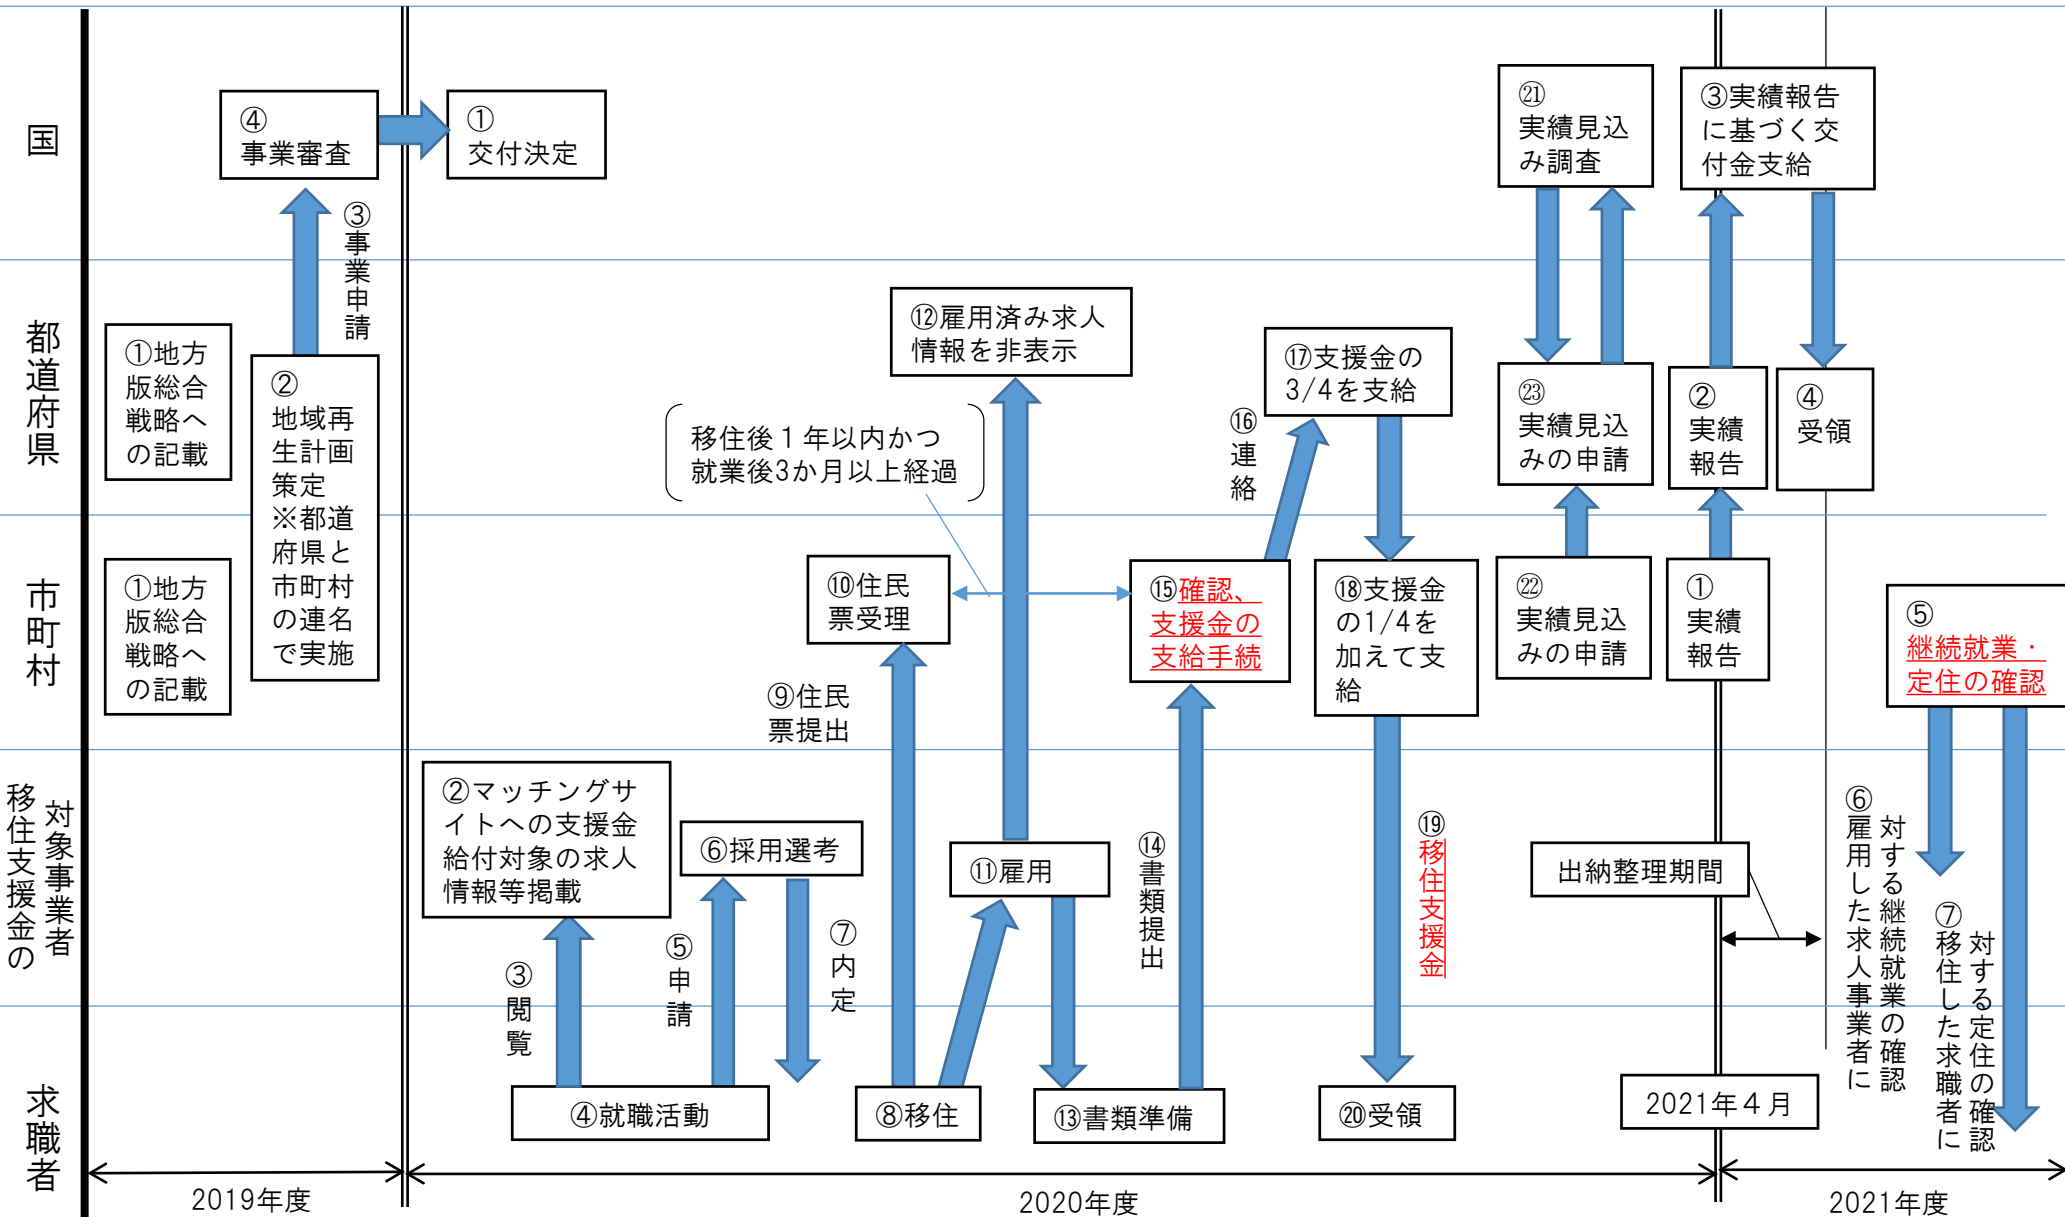 国
都道府県
市町村
移住支援金の
対象事業者
求職者
①地方
版総合
戦略へ
の記載
①地方
版総合
戦略へ
の記載
②
地域再
生計画
策定
※都道
府県と
市町村
の連名
で実施
③事業申請
④
事業審査
①
交付決定
②マッチングサ
イトへの支援金
給付対象の求人
情報等掲載
③閲覧
④就職活動
⑤申請
⑥採用選考
⑦内定
⑧移住
⑨住民
票提出
⑩住民
票受理
⑪雇用
⑫雇用済み求人
情報を非表示
移住後１年以内かつ
就業後3か月以上経過
⑬書類準備
⑭書類提出
⑮確認、
支援金の
支給手続
⑯連絡
⑰支援金の
3/4を支給
⑱支援金
の1/4を
加えて支
給
⑲移住支援金
⑳受領
㉑
実績見込
み調査
㉓
実績見込
みの申請
㉒
実績見込
みの申請
①
実績
報告
②
実績
報告
③実績報告
に基づく交
付金支給
④
受領
出納整理期間
2021年４月
⑤
継続就業・
定住の確認
⑥雇用した求人事業者に
対する継続就業の確認
⑦移住した求職者に
対する定住の確認
2019年度
2020年度
2021年度